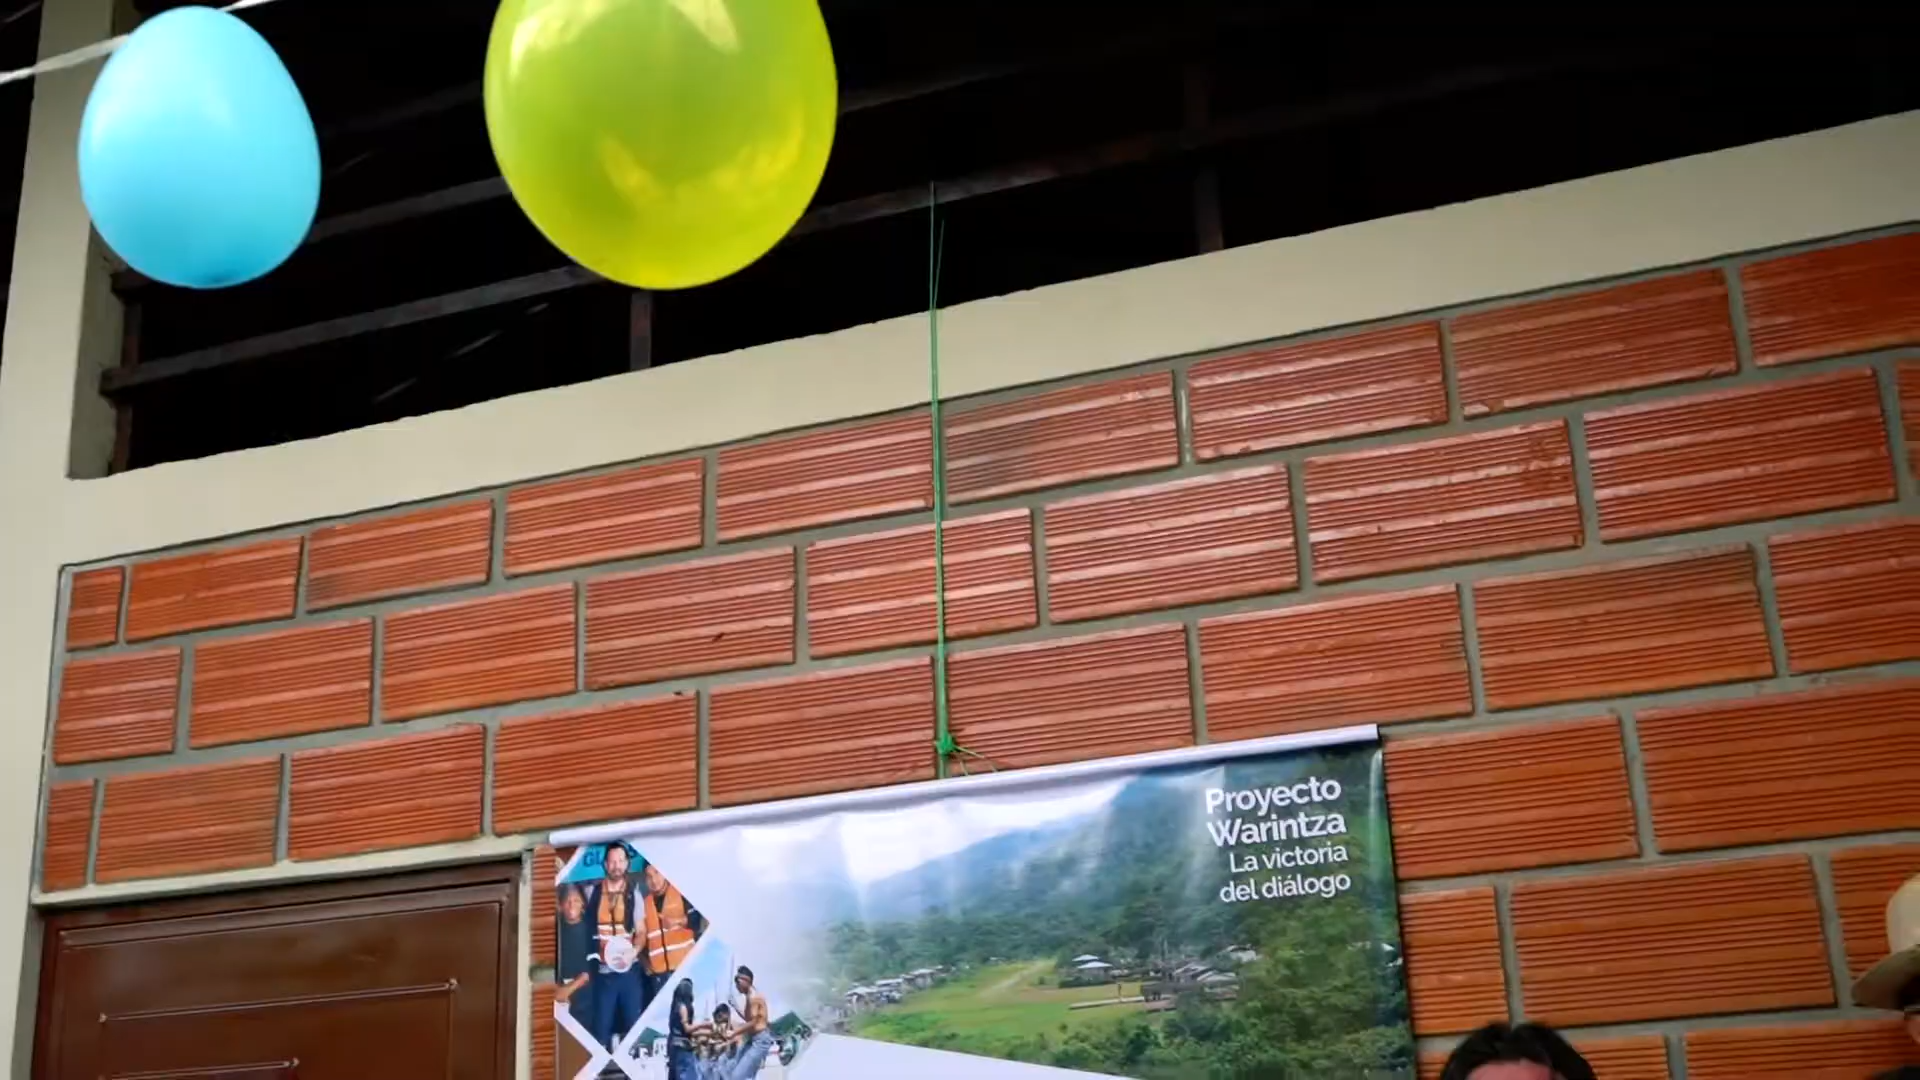 Proyecto
Warintza
La victoria
del diálogo